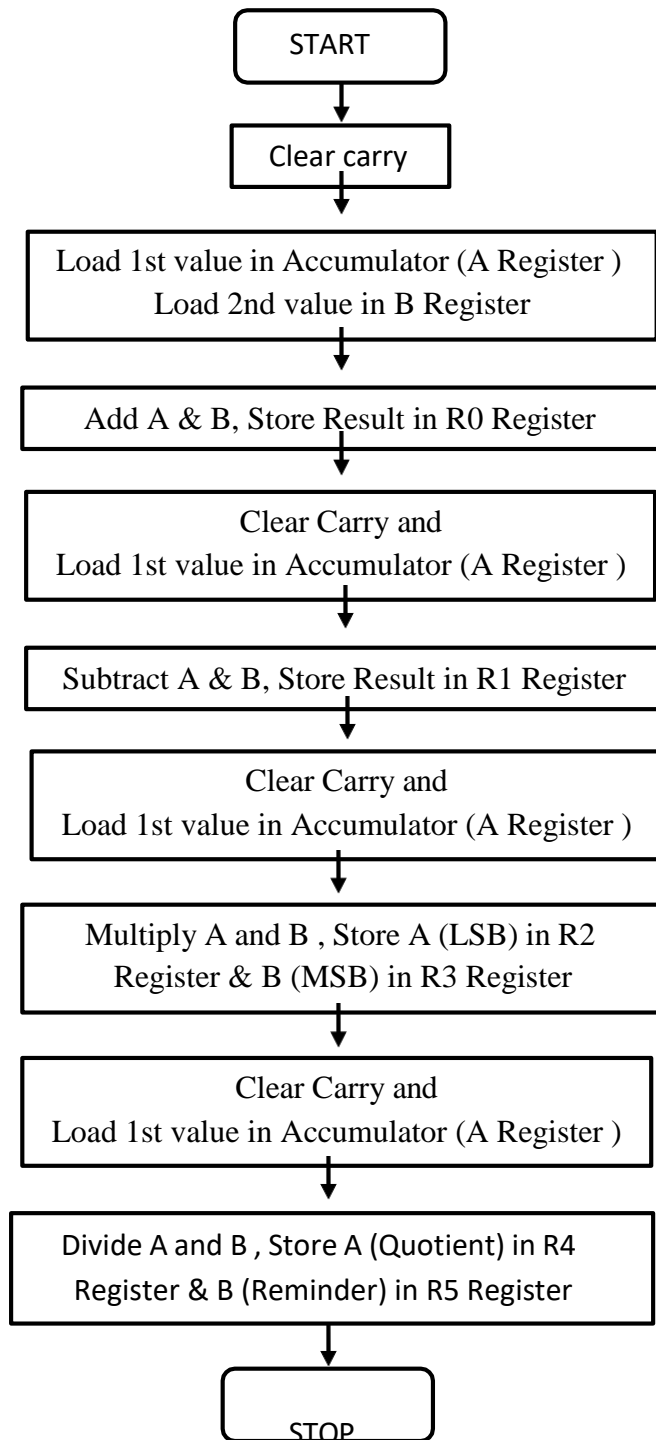 START
Clear carry
Load 1st value in Accumulator (A Register )
Load 2nd value in B Register
Add A & B, Store Result in R0 Register
Clear Carry and
Load 1st value in Accumulator (A Register )
Subtract A & B, Store Result in R1 Register
Clear Carry and
Load 1st value in Accumulator (A Register )
Multiply A and B , Store A (LSB) in R2
Register & B (MSB) in R3 Register
Clear Carry and
Load 1st value in Accumulator (A Register )
Divide A and B , Store A (Quotient) in R4
Register & B (Reminder) in R5 Register
STOP